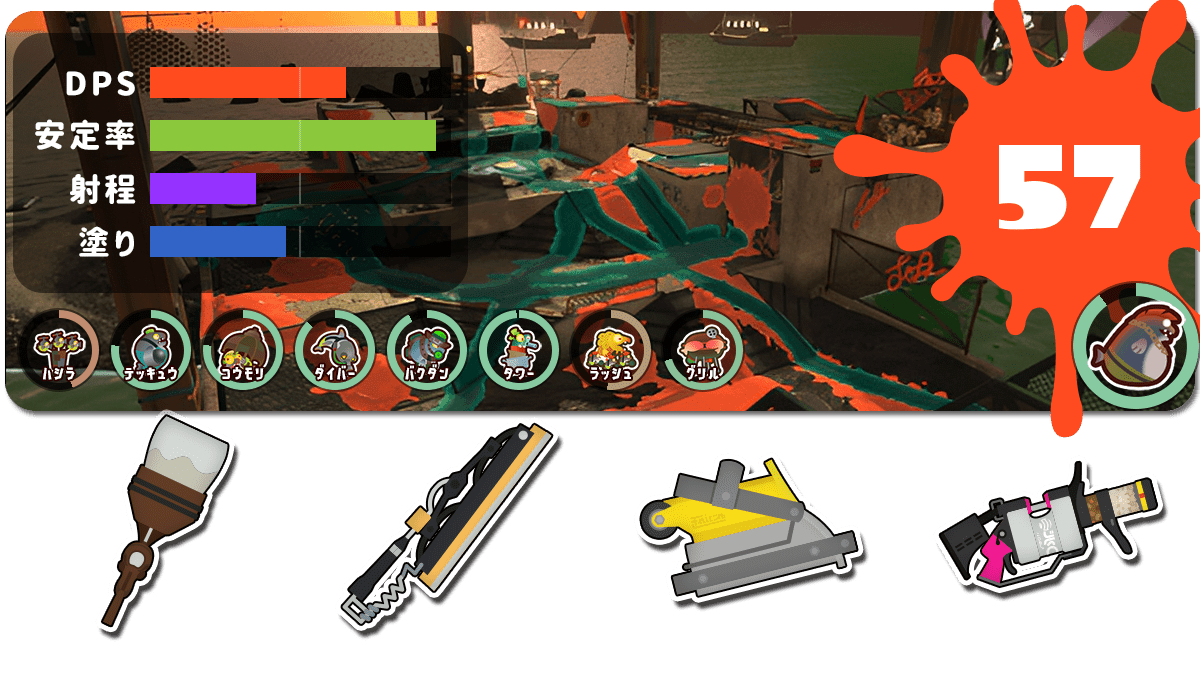 DPS
安定率
射程
塗り
57
ハシラ
テッキュウ
コウモリ
ダイバー
バクダン
タワー
ラッシュ
グリル